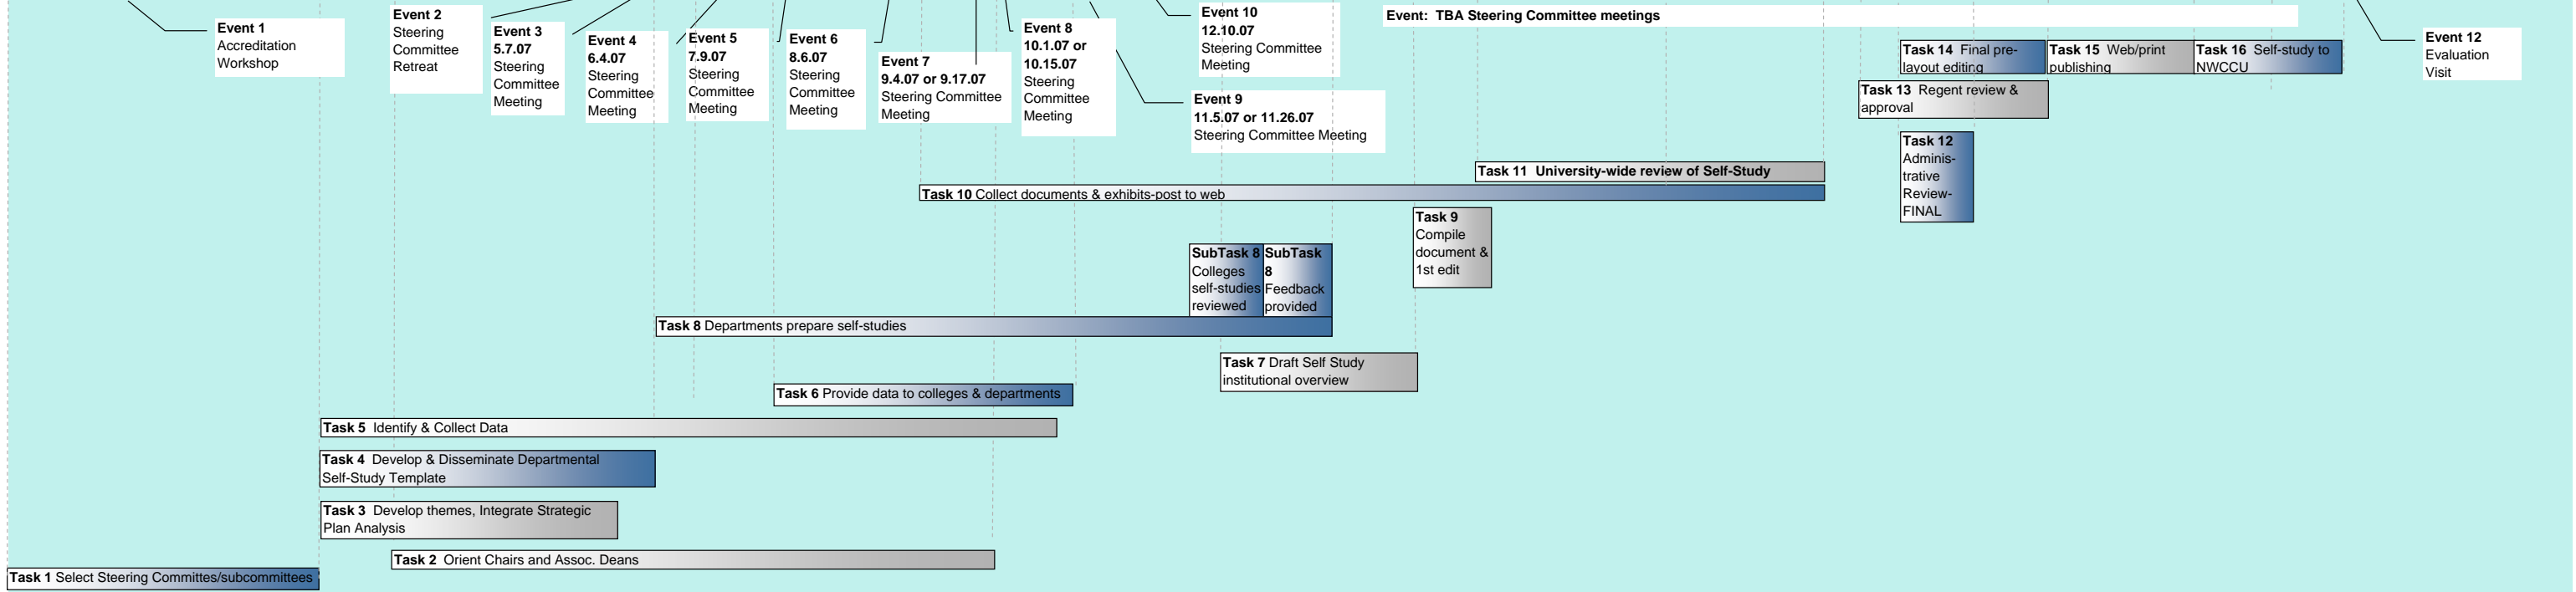 Event 1
Accreditation
Workshop
Event 2
Steering
Committee
Retreat
Event 3
5.7.07
Steering
Committee
Meeting
Event 4
6.4.07
Steering
Committee
Meeting
Event 5
7.9.07
Steering
Committee
Meeting
Event 6
8.6.07
Steering
Committee
Meeting
Event 7
9.4.07 or 9.17.07
Steering Committee
Meeting
Event 8
10.1.07 or
10.15.07
Steering
Committee
Meeting
Event 10
12.10.07
Steering Committee
Meeting
Event 9
11.5.07 or 11.26.07
Steering Committee Meeting
Event:  TBA Steering Committee meetings
Event 12
Evaluation
Visit
Task 14  Final pre-
layout editing
Task 15  Web/print
publishing
Task 16  Self-study to
NWCCU
Task 13  Regent review &
approval
Task 12
Adminis-
trative
Review-
FINAL
Task 11  University-wide review of Self-Study
Task 10 Collect documents & exhibits-post to web
Task 9
Compile
document &
1st edit
SubTask 8
Colleges
self-studies
reviewed
SubTask
8
Feedback
provided
Task 8 Departments prepare self-studies
Task 7 Draft Self Study
institutional overview
Task 6 Provide data to colleges & departments
Task 5  Identify & Collect Data
Task 4  Develop & Disseminate Departmental
Self-Study Template
Task 3  Develop themes, Integrate Strategic
Plan Analysis
Task 2  Orient Chairs and Assoc. Deans
Task 1 Select Steering Committes/subcommittees